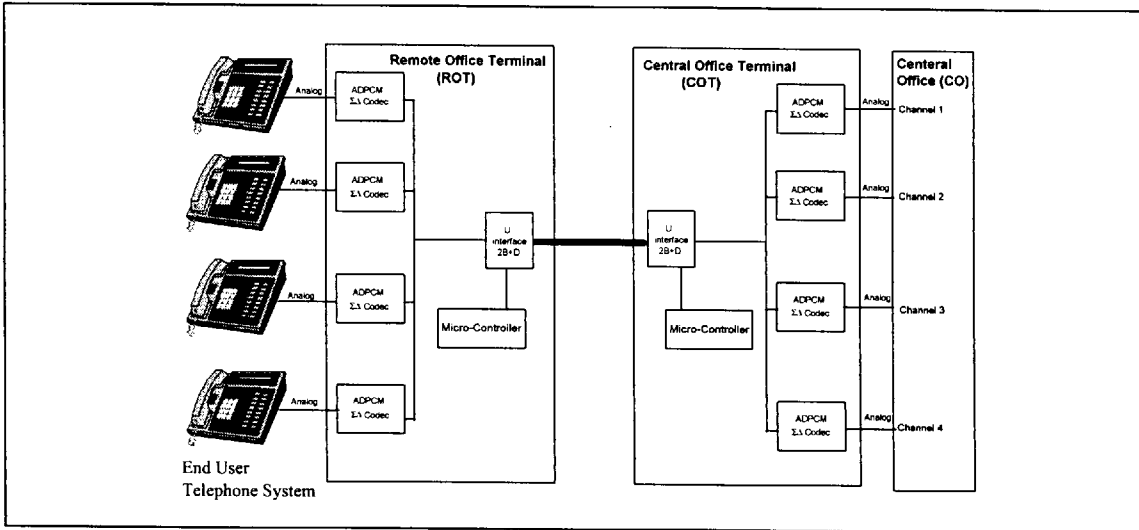 Remote Office Terminal
(ROT)
Central Office Terminal
(COT)
Centeral
Office (CO)
Analog
ADPCM
ΣΔ Codec
Analog
ADPCM
ΣΔ Codec
Analog
ADPCM
ΣΔ Codec
Analog
ADPCM
ΣΔ Codec
U
interface
2B+D
Micro-Controller
U
interface
2B+D
Micro-Controller
ADPCM
ΣΔ Codec
Analog
Channel 1
ADPCM
ΣΔ Codec
Analog
Channel 2
ADPCM
ΣΔ Codec
Analog
Channel 3
ADPCM
ΣΔ Codec
Analog
Channel 4
End User
Telephone System